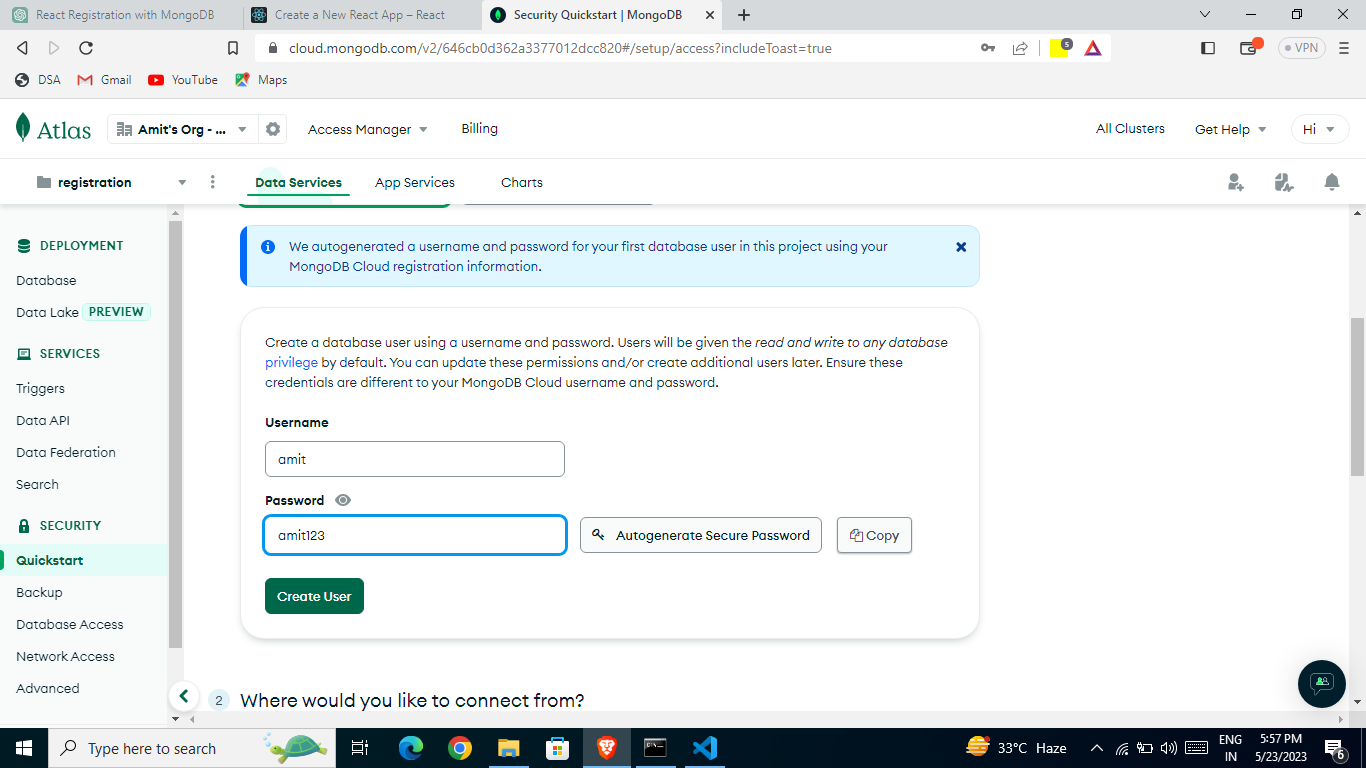 React Registration with MongoDB
Create a New React App – React
Security Quickstart | MongoDB
cloud.mongodb.com/v2/646cb0d362a3377012dcc820#/setup/access?includeToast=true
5
VPN
DSA
Gmail
YouTube
Maps
Atlas
Amit's Org - ...
Access Manager
Billing
All Clusters
Get Help
Hi
registration
Data Services
App Services
Charts
DEPLOYMENT
Database
Data Lake PREVIEW
SERVICES
Triggers
Data API
Data Federation
Search
SECURITY
Quickstart
Backup
Database Access
Network Access
Advanced
We autogenerated a username and password for your first database user in this project using your
MongoDB Cloud registration information.
Create a database user using a username and password. Users will be given the read and write to any database
privilege by default. You can update these permissions and/or create additional users later. Ensure these
credentials are different to your MongoDB Cloud username and password.
Username
amit
Password
amit123
Autogenerate Secure Password
Copy
Create User
2 Where would you like to connect from?
Type here to search
33°C Haze
ENG
IN
5:57 PM
5/23/2023
6